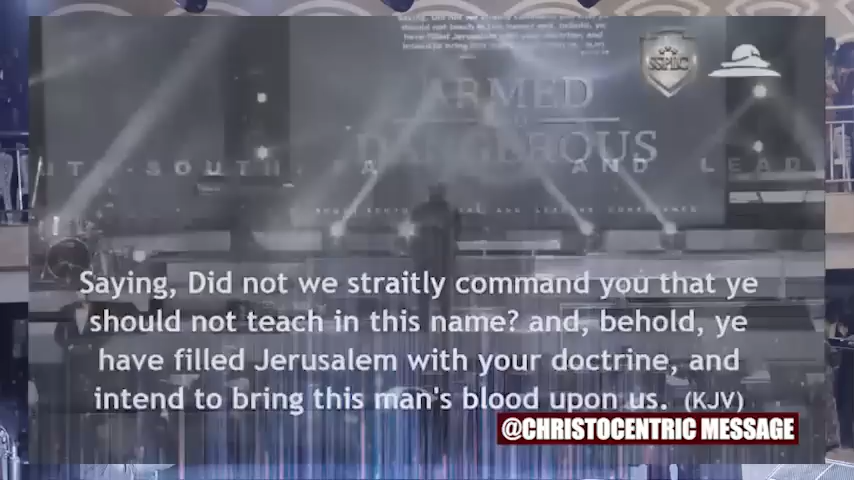 SSPLC
ARMED
DANGEROUS
SOUTH
AND LEAD
Saying, Did not we straitly command you that ye
should not teach in this name? and, behold, ye
have filled Jerusalem with your doctrine, and
intend to bring this man's blood upon us. (KJV)
@CHRISTOCENTRIC MESSAGE